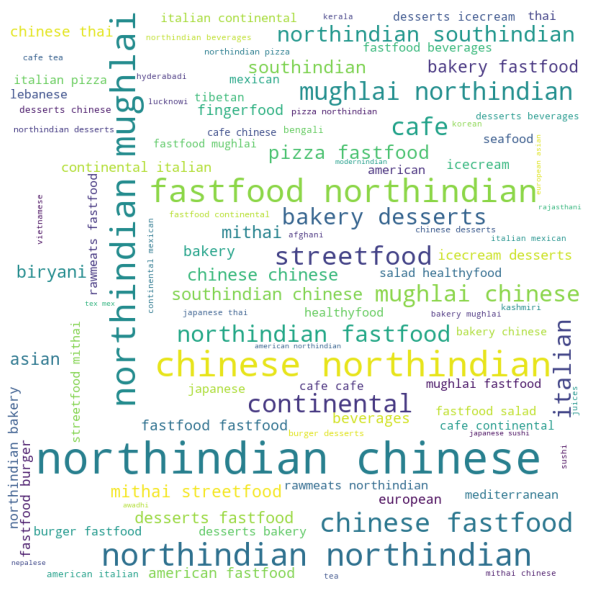 italian continental
kerala
desserts icecream
thai
chinese thai
northindian beverages
northindian southindian
fastfood beverages
northindian pizza
cafe tea
southindian
bakery fastfood
italian pizza
hyderabadi
mexican
mughlai northindian
lebanese
lucknowi
tibetan
fingerfood
pizza northindian
desserts beverages
desserts chinese
northindian desserts
cafe chinese
bengali
cafe
korean
seafood
fastfood mughlai
pizza fastfood
modernindian
european asian
continental italian
american
icecream
northindian mughlai
rawmeats fastfood
fastfood northindian
rajasthani
vietnamese
fastfood continental
bakery desserts
mithai
afghani
chinese desserts
italian mexican
continental mexican
bakery
streetfood
icecream desserts
biryani
chinese chinese
salad healthyfood
tex mex
southindian chinese
mughlai chinese
kashmiri
japanese thai
healthyfood
bakery mughlai
northindian fastfood
bakery chinese
italian
american northindian
asian
chinese northindian
streetfood mithai
japanese
cafe cafe
mughlai fastfood
juices
continental
beverages
fastfood salad
fastfood fastfood
burger desserts
cafe continental
japanese sushi
northindian bakery
fastfood burger
northindian chinese
sushi
mithai streetfood
rawmeats northindian
european
mediterranean
awadhi
desserts fastfood
chinese fastfood
burger fastfood
desserts bakery
northindian northindian
nepalese
american italian
american fastfood
tea
mithai chinese